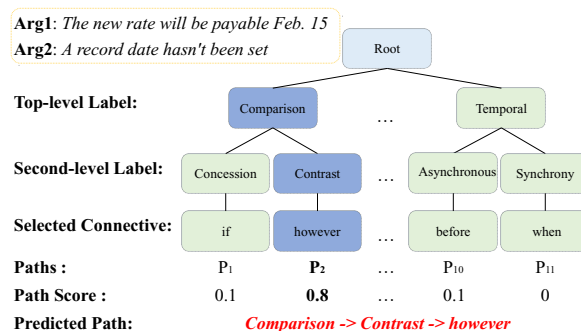 Arg1: The new rate will be payable Feb. 15
Arg2: A record date hasn't been set
Root
Top-level Label: Comparison ... Temporal
Second-level Label: Concession Contrast ... Asynchronous Synchrony
Selected Connective: if however ... before when
Paths : P1 P2 ... P10 P11
Path Score : 0.1 0.8 ... 0.1 0
Predicted Path: Comparison -> Contrast -> however